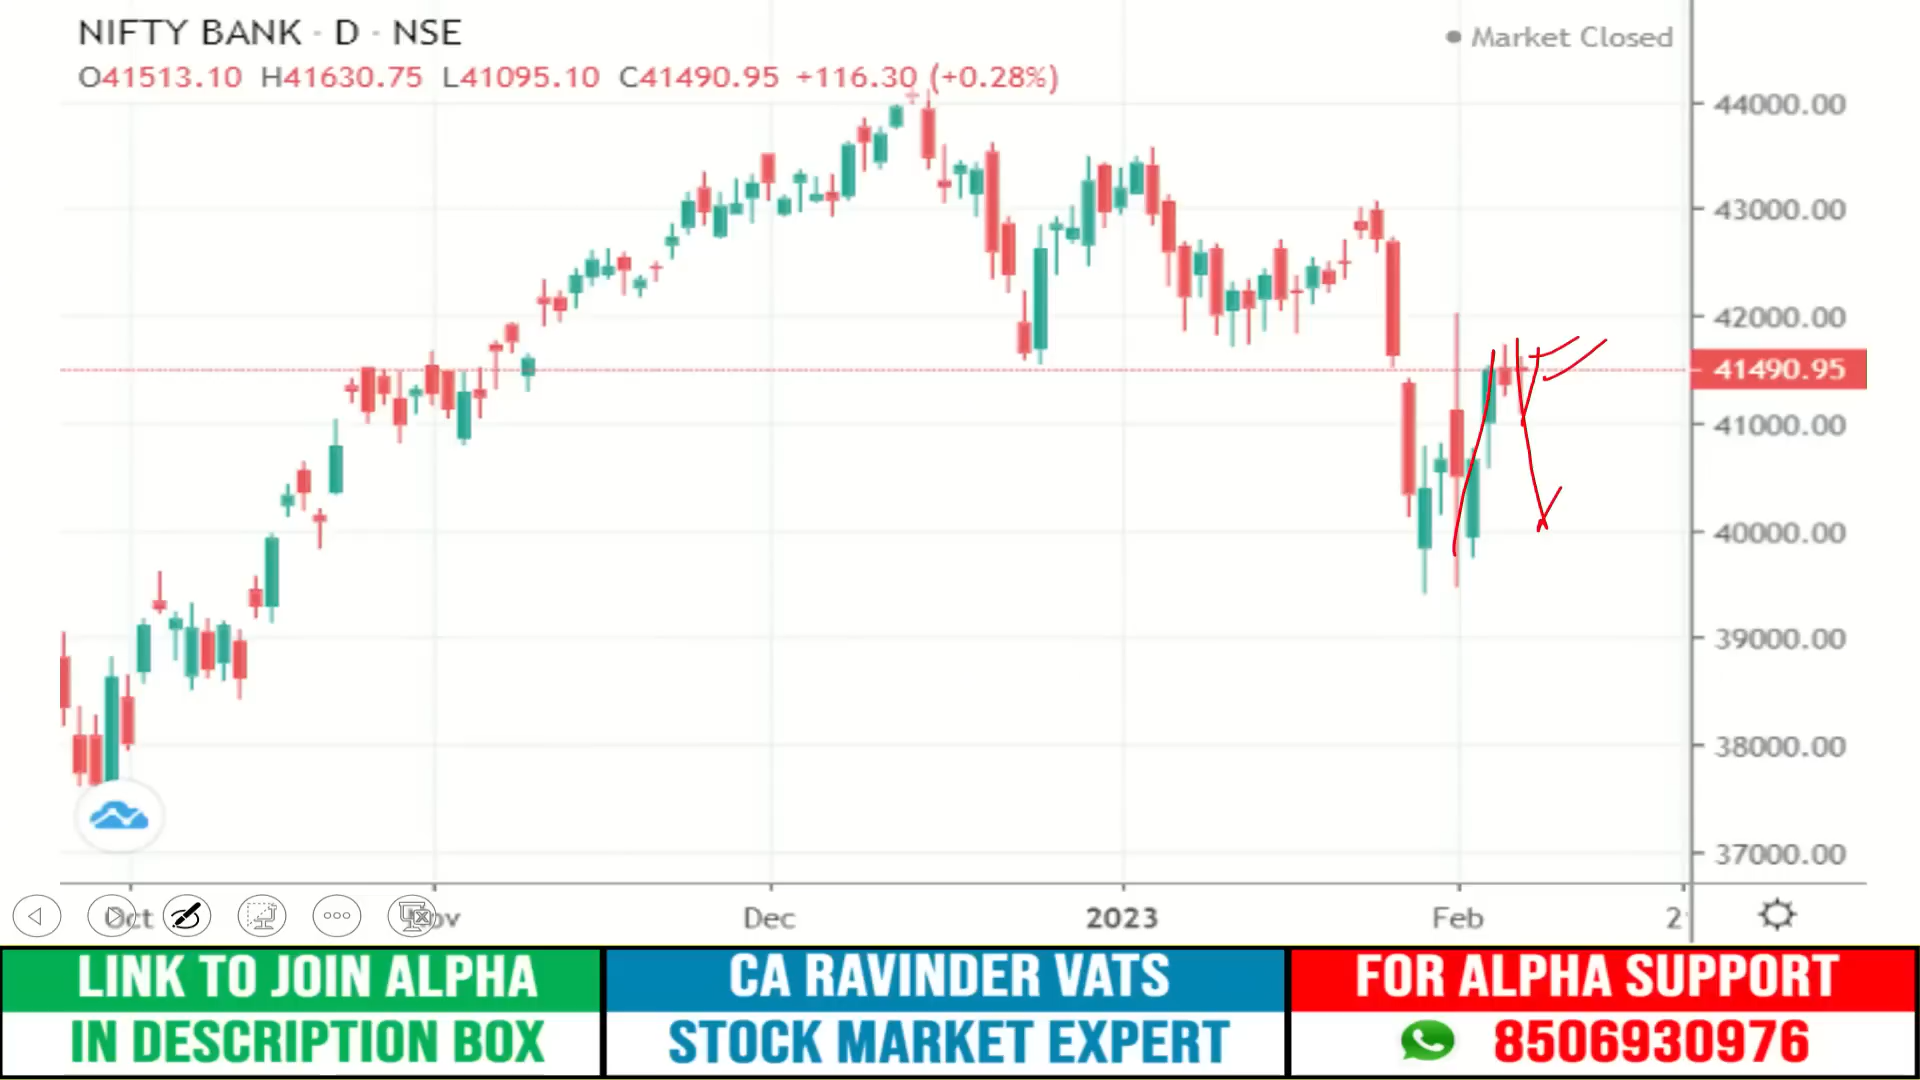 NIFTY BANK · D · NSE
● Market Closed
O41513.10 H41630.75 L41095.10 C41490.95 +116.30 (+0.28%)
44000.00
43000.00
42000.00
41490.95
41000.00
40000.00
39000.00
38000.00
37000.00
Oct
Dec
2023
Feb
LINK TO JOIN ALPHA
IN DESCRIPTION BOX
CA RAVINDER VATS
STOCK MARKET EXPERT
FOR ALPHA SUPPORT
8506930976